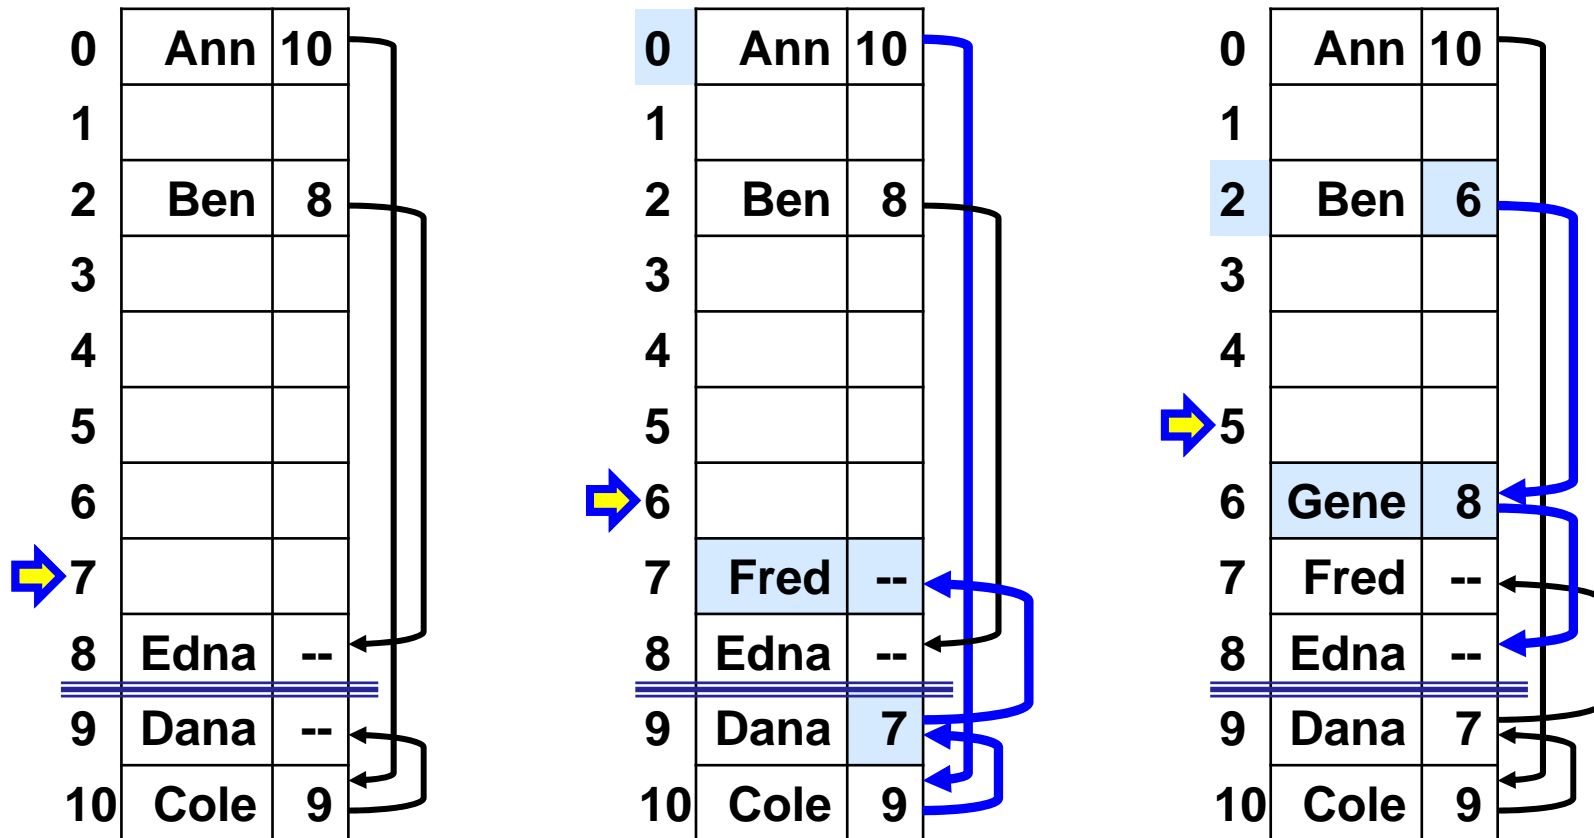 0 Ann 10
1
2 Ben 8
3
4
5
6
7
8 Edna --
9 Dana --
10 Cole 9
0 Ann 10
1
2 Ben 8
3
4
5
6
7 Fred --
8 Edna --
9 Dana 7
10 Cole 9
0 Ann 10
1
2 Ben 6
3
4
5
6 Gene 8
7 Fred --
8 Edna --
9 Dana 7
10 Cole 9